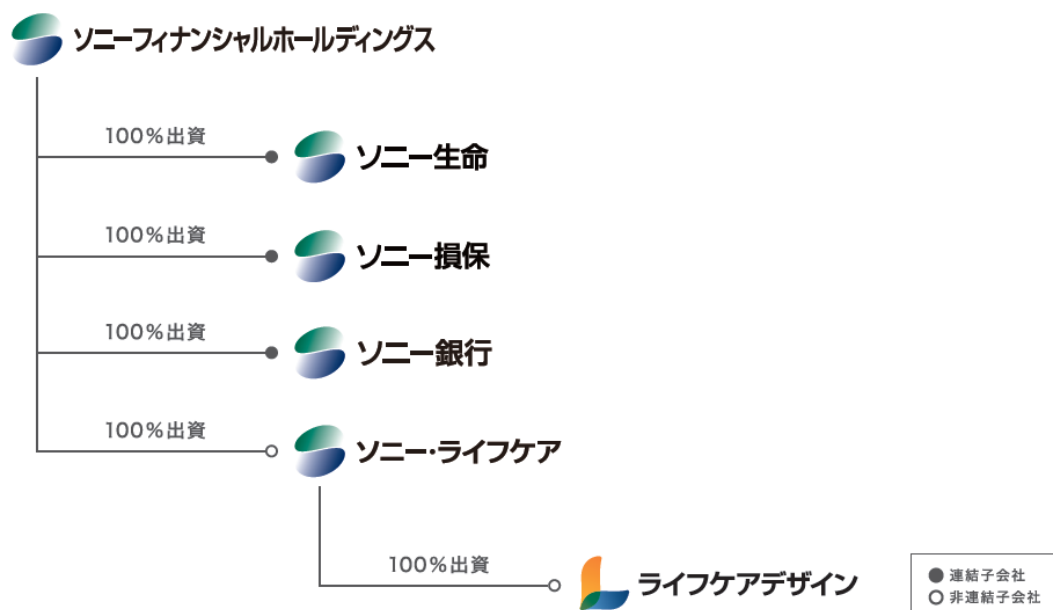 ソニーフィナンシャルホールディングス
100%出資
ソニー生命
100%出資
ソニー損保
100%出資
ソニー銀行
100%出資
ソニー・ライフケア
100%出資
ライフケアデザイン
連結子会社
非連結子会社